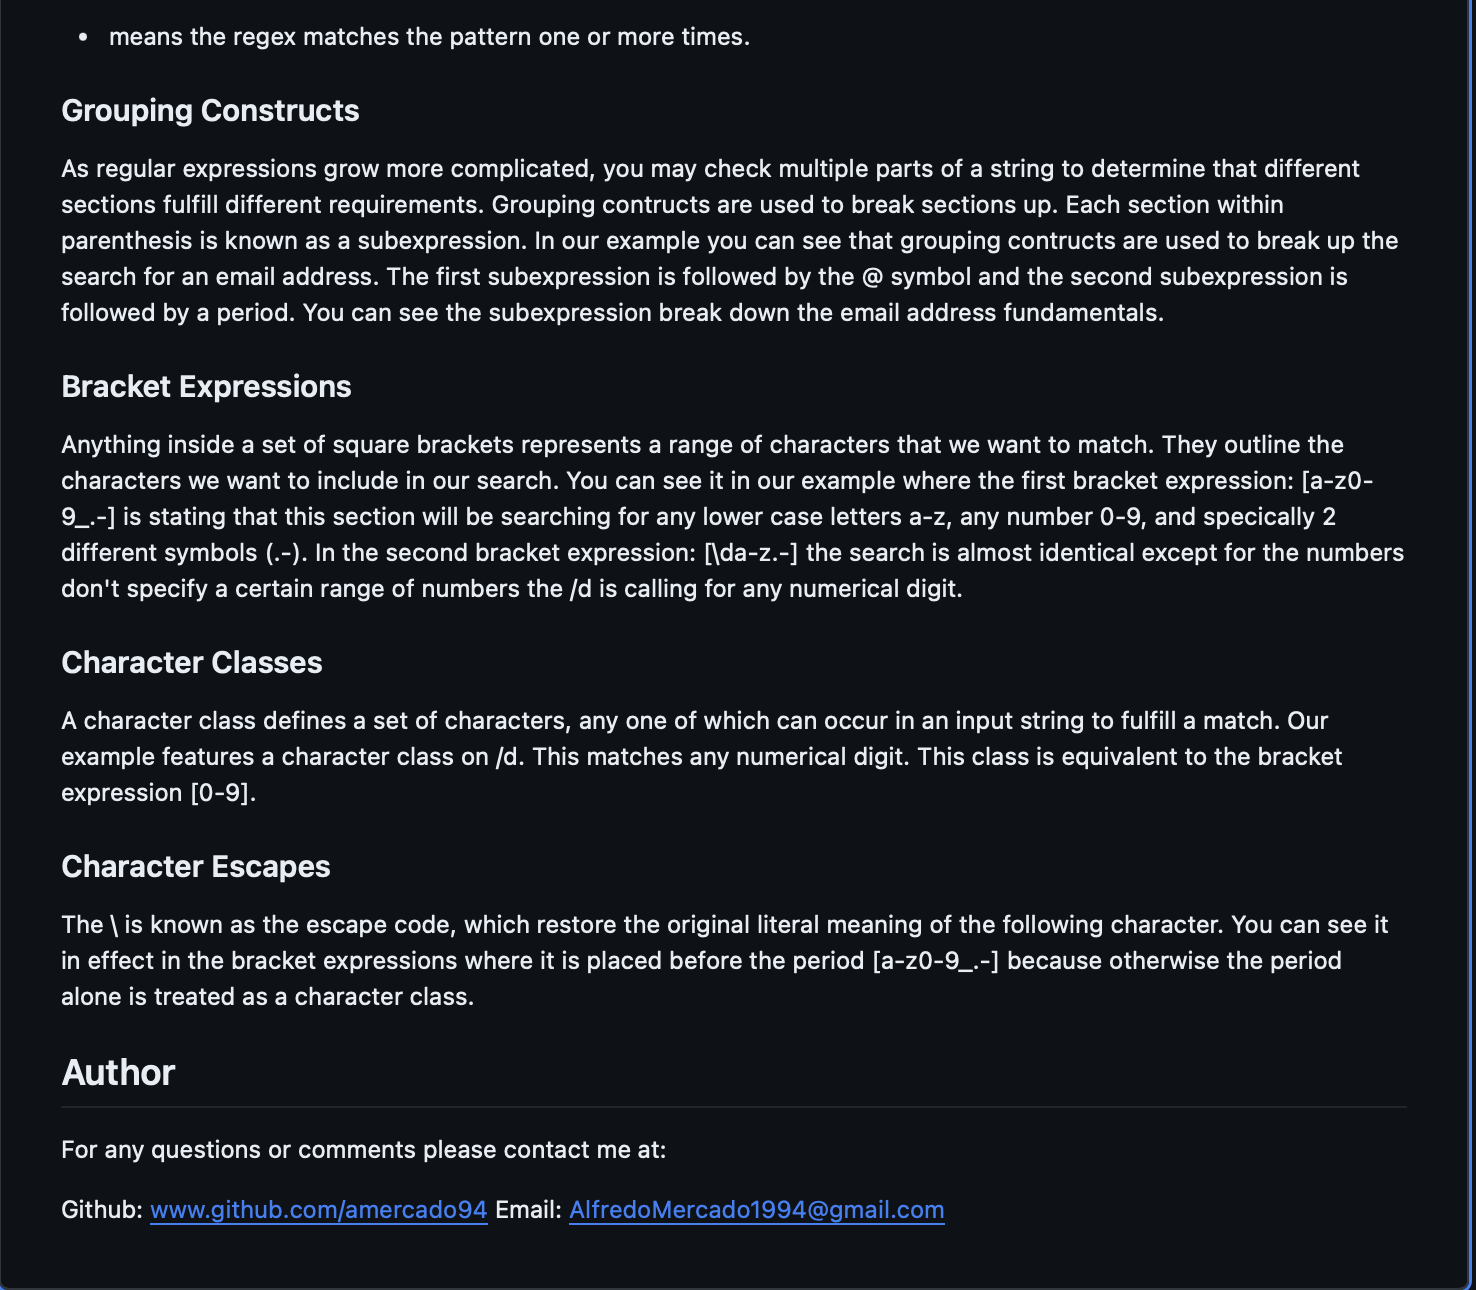 • means the regex matches the pattern one or more times.
Grouping Constructs
As regular expressions grow more complicated, you may check multiple parts of a string to determine that different
sections fulfill different requirements. Grouping contructs are used to break sections up. Each section within
parenthesis is known as a subexpression. In our example you can see that grouping contructs are used to break up the
search for an email address. The first subexpression is followed by the @ symbol and the second subexpression is
followed by a period. You can see the subexpression break down the email address fundamentals.
Bracket Expressions
Anything inside a set of square brackets represents a range of characters that we want to match. They outline the
characters we want to include in our search. You can see it in our example where the first bracket expression: [a-z0-
9_.-] is stating that this section will be searching for any lower case letters a-z, any number 0-9, and specically 2
different symbols (.-). In the second bracket expression: [\da-z.-] the search is almost identical except for the numbers
don't specify a certain range of numbers the /d is calling for any numerical digit.
Character Classes
A character class defines a set of characters, any one of which can occur in an input string to fulfill a match. Our
example features a character class on /d. This matches any numerical digit. This class is equivalent to the bracket
expression [0-9].
Character Escapes
The \ is known as the escape code, which restore the original literal meaning of the following character. You can see it
in effect in the bracket expressions where it is placed before the period [a-z0-9_.-] because otherwise the period
alone is treated as a character class.
Author
For any questions or comments please contact me at:
Github: www.github.com/amercado94 Email: AlfredoMercado1994@gmail.com